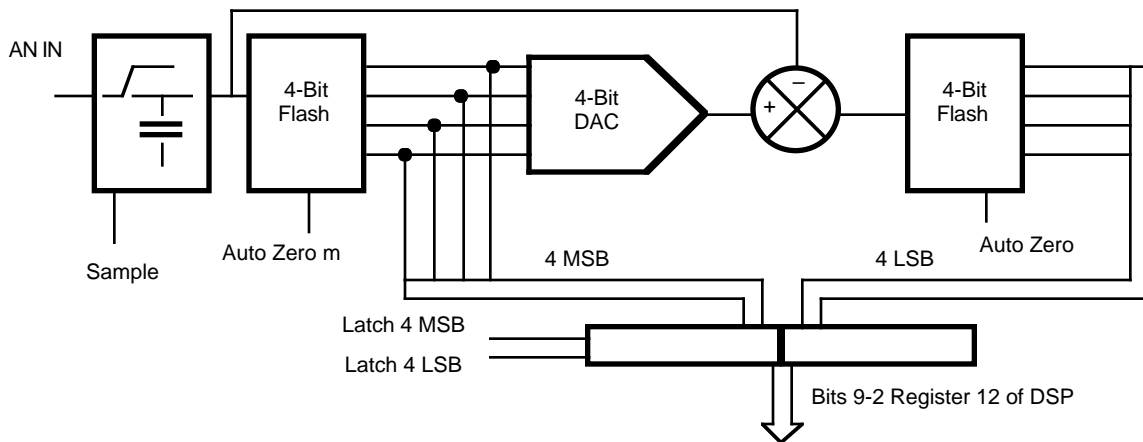 AN IN
4-Bit
Flash
4-Bit
DAC
–
+
4-Bit
Flash
Sample
Auto Zero m
Auto Zero
4 MSB
4 LSB
Latch 4 MSB
Latch 4 LSB
Bits 9-2 Register 12 of DSP